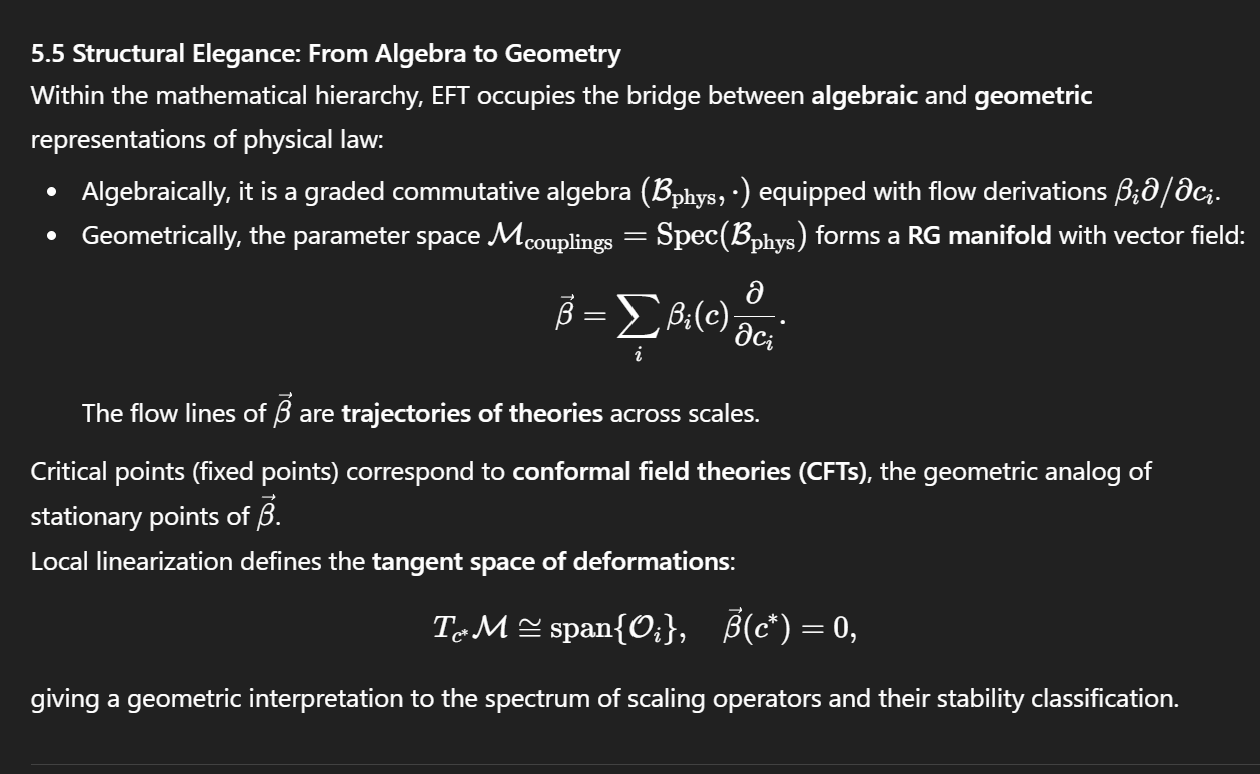 5.5 Structural Elegance: From Algebra to Geometry
Within the mathematical hierarchy, EFT occupies the bridge between algebraic and geometric
representations of physical law:
• Algebraically, it is a graded commutative algebra (ℬ_phys, ·) equipped with flow derivations β_i∂/∂c_i.
• Geometrically, the parameter space ℳ_couplings = Spec(ℬ_phys) forms a RG manifold with vector field:
β⃗ = ∑_i β_i(c) ∂/∂c_i.
The flow lines of β⃗ are trajectories of theories across scales.
Critical points (fixed points) correspond to conformal field theories (CFTs), the geometric analog of
stationary points of β⃗.
Local linearization defines the tangent space of deformations:
T_{c*}ℳ ≅ span{𝒪_i}, β⃗(c*) = 0,
giving a geometric interpretation to the spectrum of scaling operators and their stability classification.